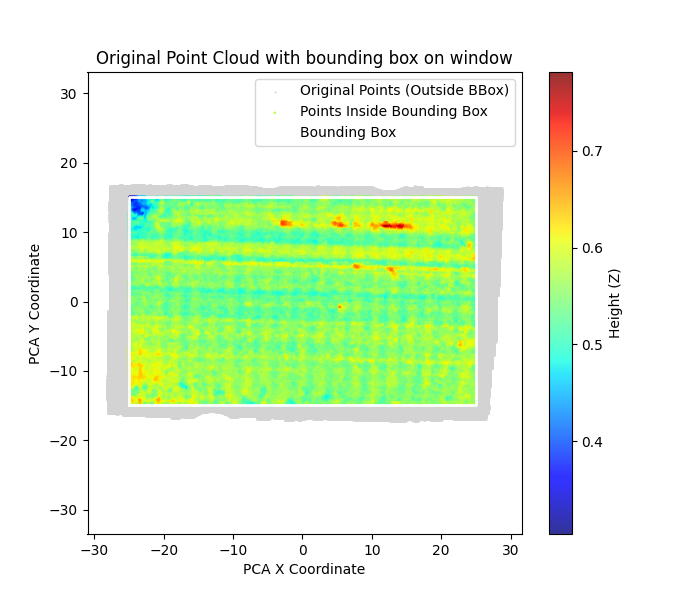 Original Point Cloud with bounding box on window
Original Points (Outside BBox)
Points Inside Bounding Box
Bounding Box
30
20
10
0
−10
−20
−30
PCA Y Coordinate
−30
−20
−10
0
10
20
30
PCA X Coordinate
0.7
0.6
0.5
0.4
Height (Z)